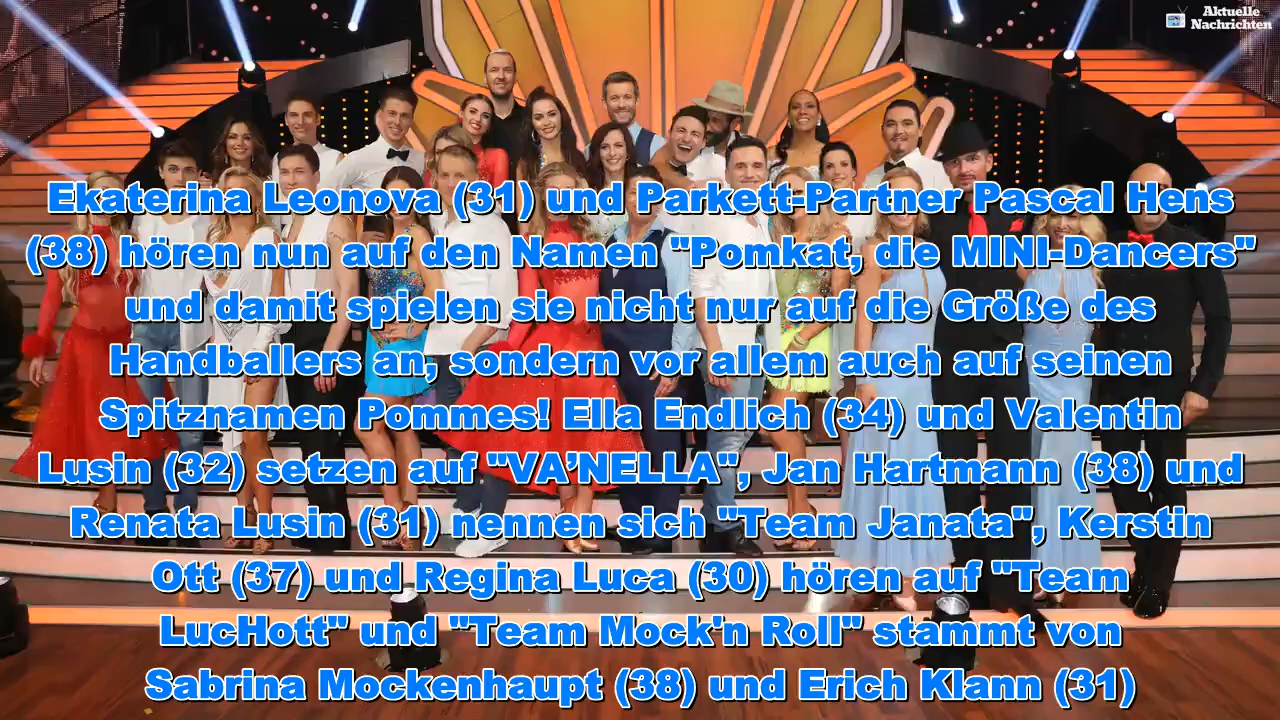 Aktuelle
Nachrichten
Ekaterina Leonova (31) und Parkett-Partner Pascal Hens
(38) hören nun auf den Namen "Pomkat, die MINI-Dancers"
und damit spielen sie nicht nur auf die Größe des
Handballers an, sondern vor allem auch auf seinen
Spitznamen Pommes! Ella Endlich (34) und Valentin
Lusin (32) setzen auf "VA’NELLA", Jan Hartmann (38) und
Renata Lusin (31) nennen sich "Team Janata", Kerstin
Ott (37) und Regina Luca (30) hören auf "Team
LucHott" und "Team Mock'n Roll" stammt von
Sabrina Mockenhaupt (38) und Erich Klann (31)